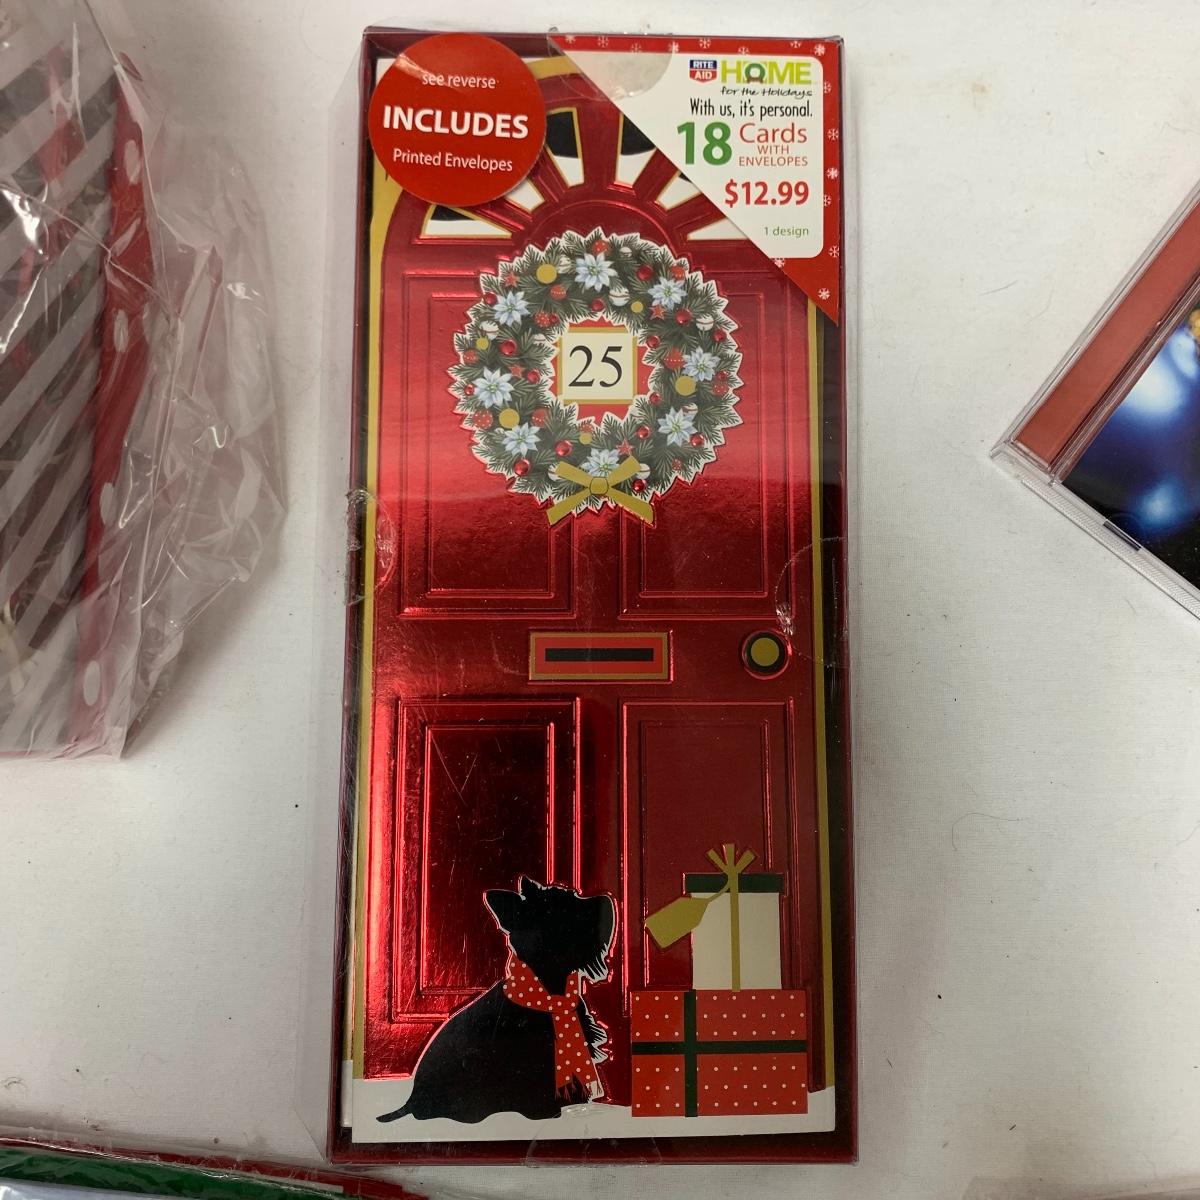 see reverse
INCLUDES
Printed Envelopes
RITE AID HOME
for the Holidays
With us, it's personal.
18 Cards
WITH
ENVELOPES
$12.99
1 design
25